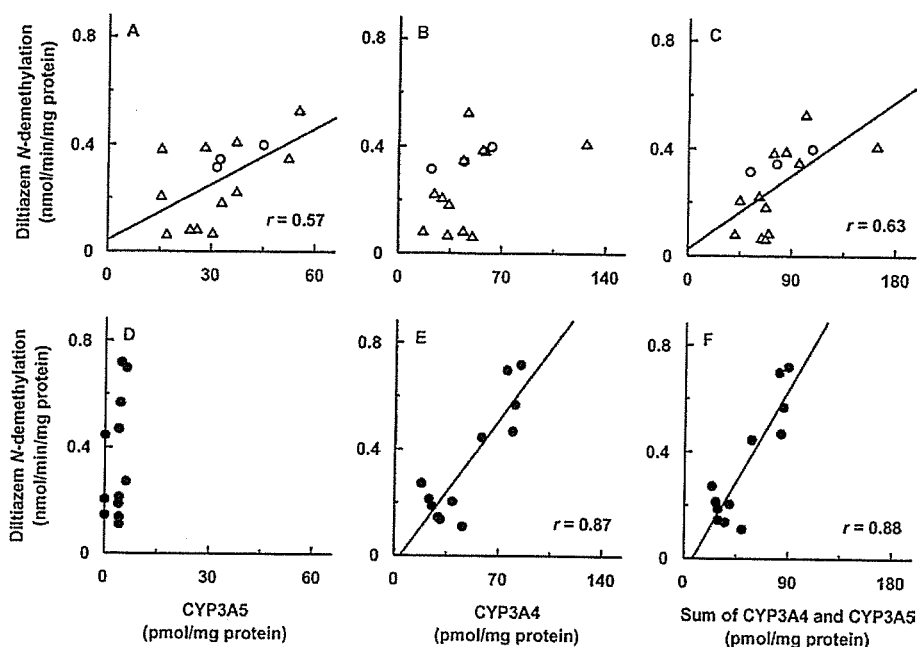 A
B
C
Diltiazem N-demethylation
(nmol/min/mg protein)
0.8
0.4
0
0.8
0.4
0
0.8
0.4
0
r = 0.57
r = 0.63
0
30
60
0
70
140
0
90
180
D
E
F
Diltiazem N-demethylation
(nmol/min/mg protein)
0.8
0.4
0
0.8
0.4
0
0.8
0.4
0
r = 0.87
r = 0.88
0
30
60
0
70
140
0
90
180
CYP3A5
(pmol/mg protein)
CYP3A4
(pmol/mg protein)
Sum of CYP3A4 and CYP3A5
(pmol/mg protein)